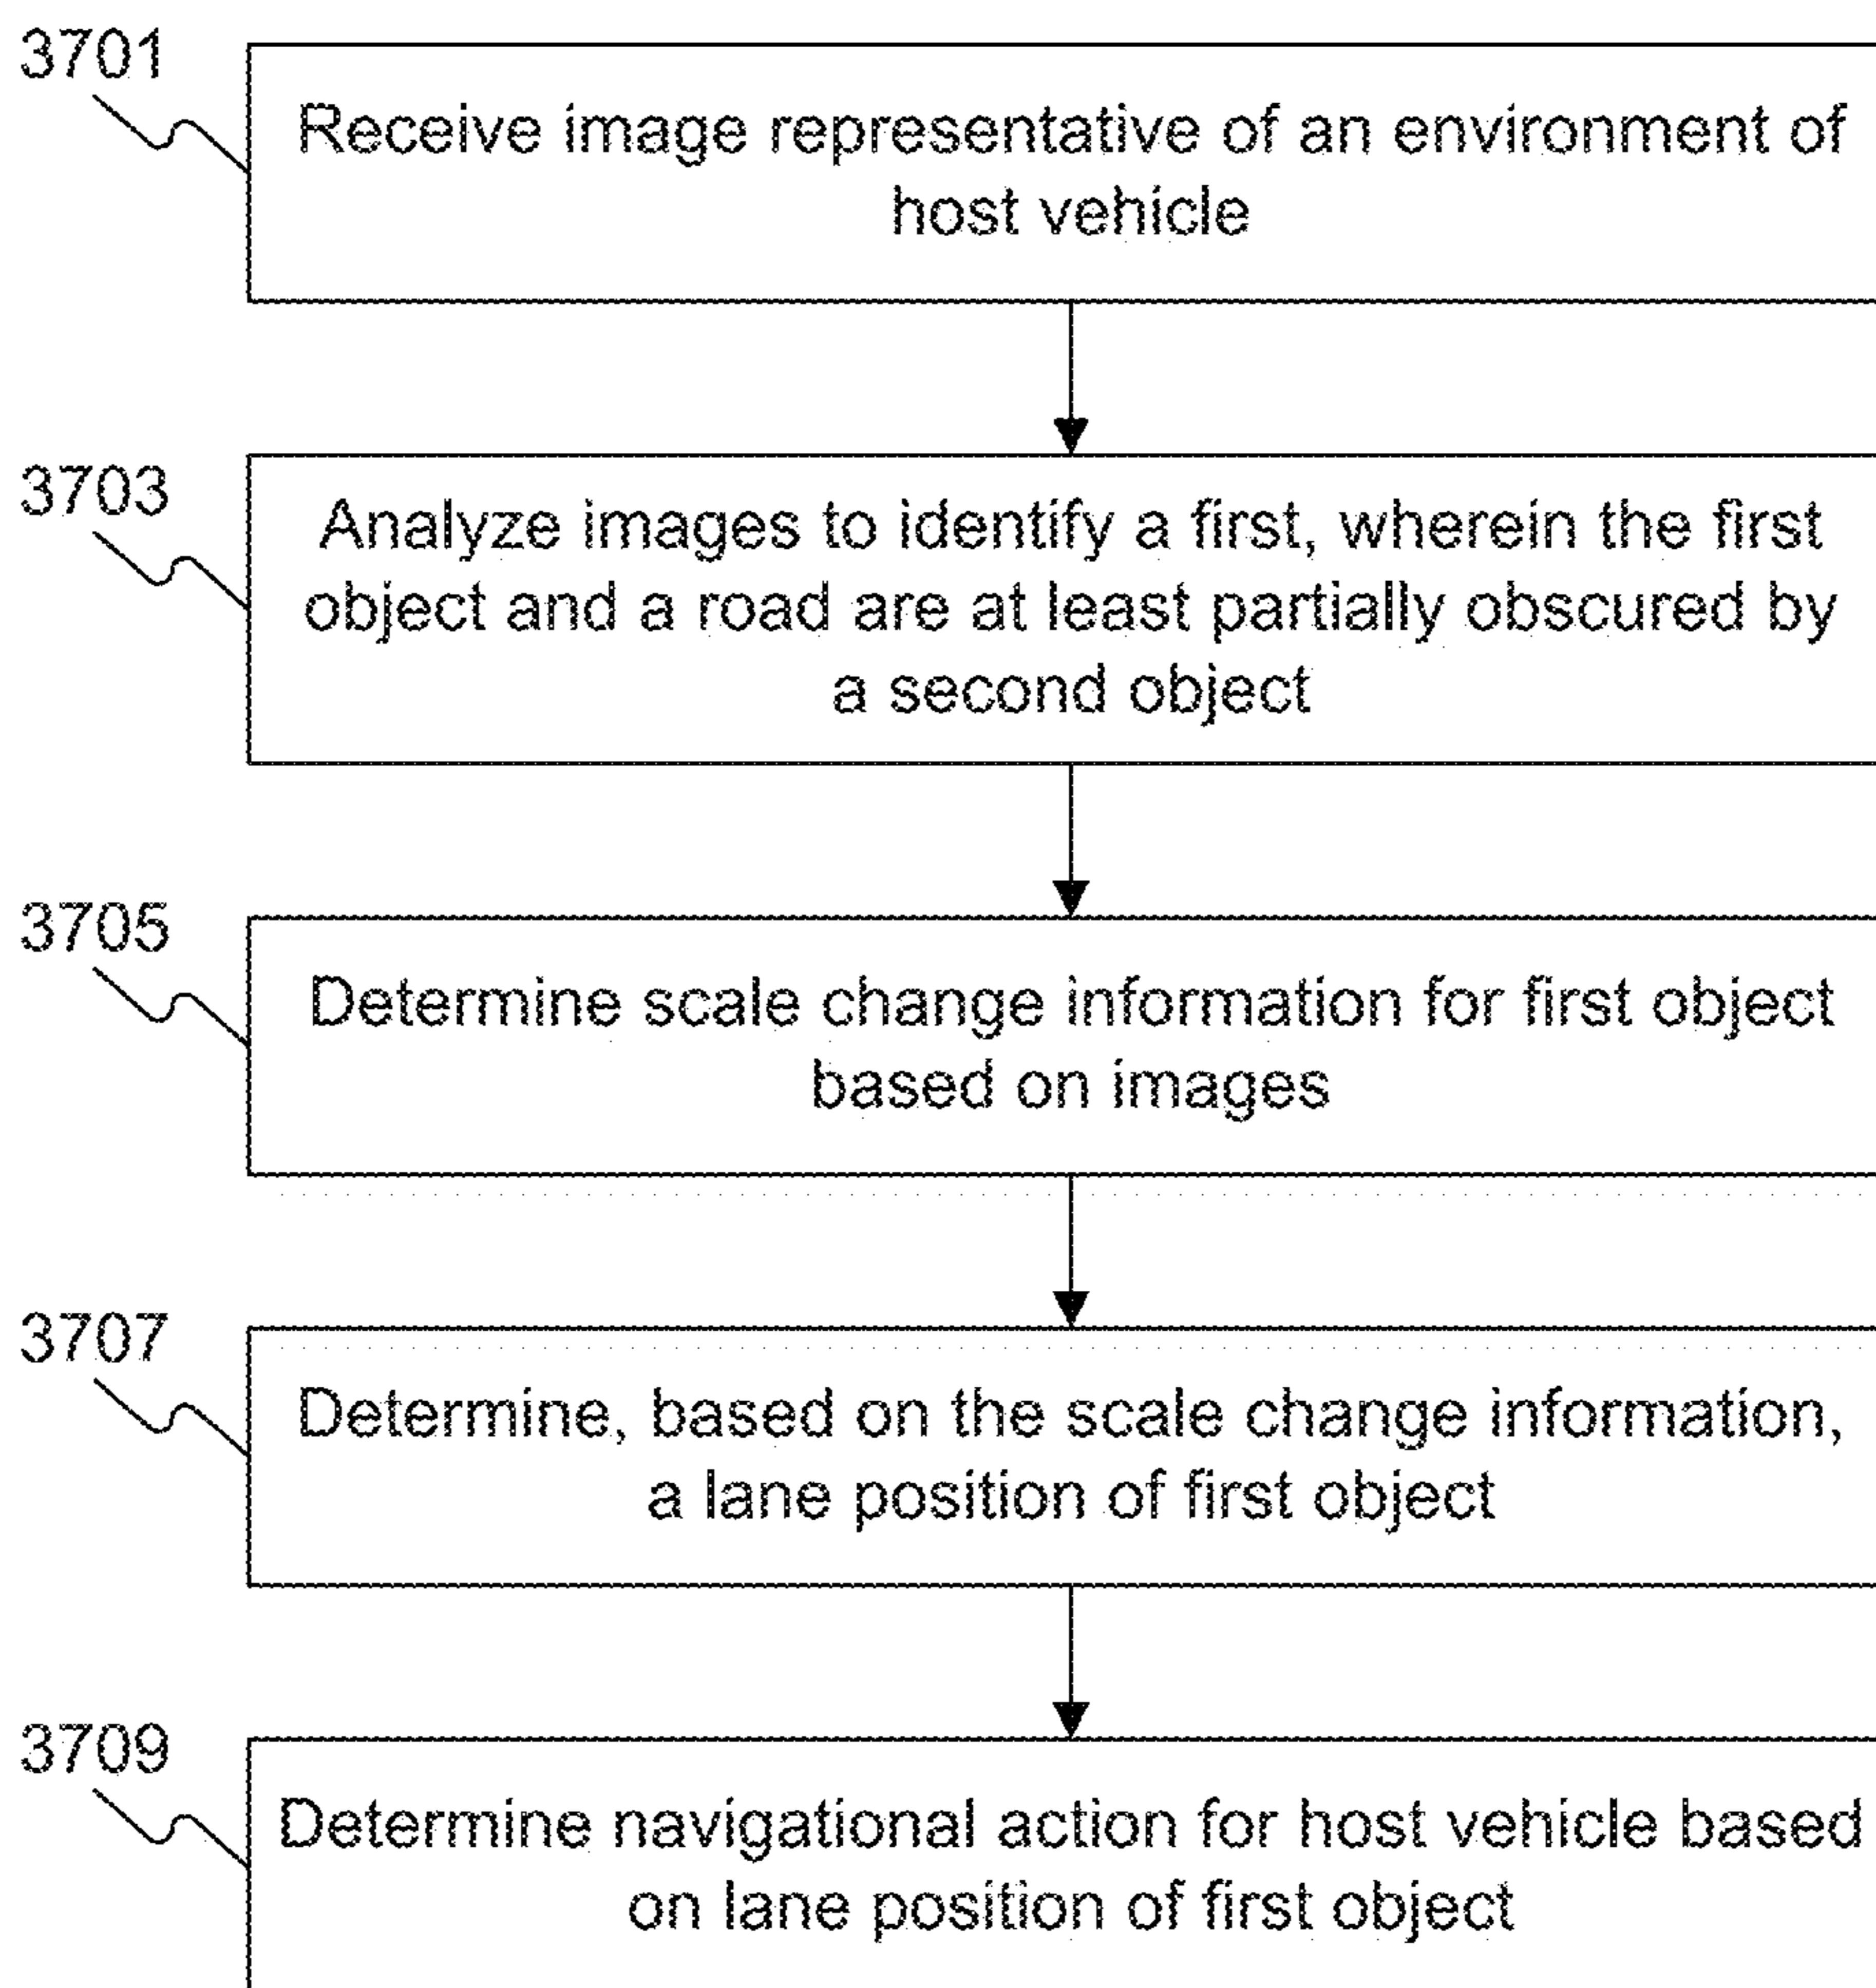 3701
Receive image representative of an environment of
host vehicle
3703
Analyze images to identify a first, wherein the first
object and a road are at least partially obscured by
a second object
3705
Determine scale change information for first object
based on images
3707
Determine, based on the scale change information,
a lane position of first object
3709
Determine navigational action for host vehicle based
on lane position of first object